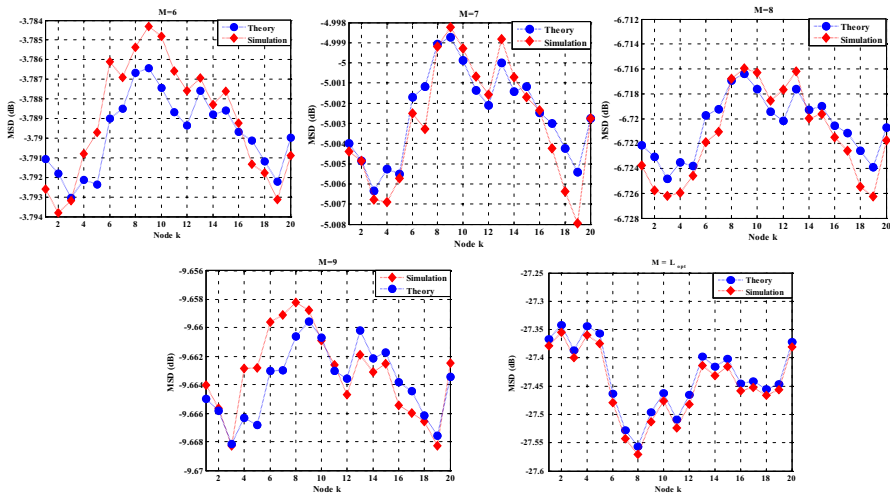 M=6
-3.784
-3.785
-3.786
-3.787
-3.788
-3.789
-3.79
-3.791
-3.792
-3.793
-3.794
MSD (dB)
2 4 6 8 10 12 14 16 18 20
Node k
Theory
Simulation
M=7
-4.998
-4.999
-5
-5.001
-5.002
-5.003
-5.004
-5.005
-5.006
-5.007
-5.008
MSD (dB)
2 4 6 8 10 12 14 16 18 20
Node k
Theory
Simulation
M=8
-6.712
-6.714
-6.716
-6.718
-6.72
-6.722
-6.724
-6.726
-6.728
MSD (dB)
2 4 6 8 10 12 14 16 18 20
Node k
Theory
Simulation
M=9
-9.656
-9.658
-9.66
-9.662
-9.664
-9.666
-9.668
-9.67
MSD (dB)
2 4 6 8 10 12 14 16 18 20
Node k
Simulation
Theory
M = L opt
-27.25
-27.3
-27.35
-27.4
-27.45
-27.5
-27.55
-27.6
MSD (dB)
2 4 6 8 10 12 14 16 18 20
Node k
Theory
Simulation